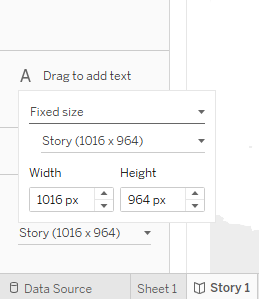 A Drag to add text
Fixed size
Story (1016 x 964)
Width Height
1016 px 964 px
Story (1016 x 964)
Data Source Sheet 1 Story 1